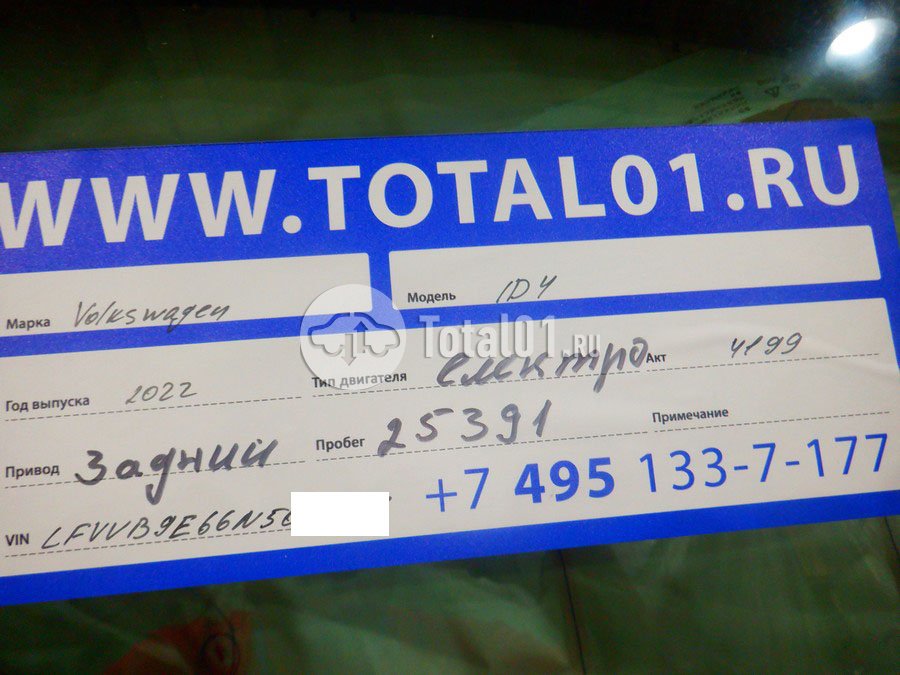 WWW.TOTAL01.RU
Марка Volkswagen Модель ID4
Total01.ru
Год выпуска 2022 Тип двигателя електро Акт 4199
Привод Задний Пробег 25391 Примечание
VIN LFVVB9E66N5 +7 495 133-7-177